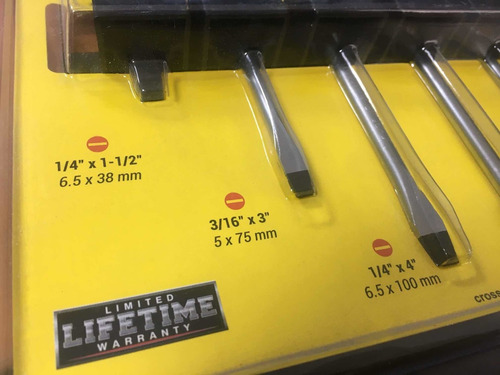 1/4" x 1-1/2"
6.5 x 38 mm
3/16" x 3"
5 x 75 mm
1/4" x 4"
6.5 x 100 mm
cross
LIMITED
LIFETIME
WARRANTY